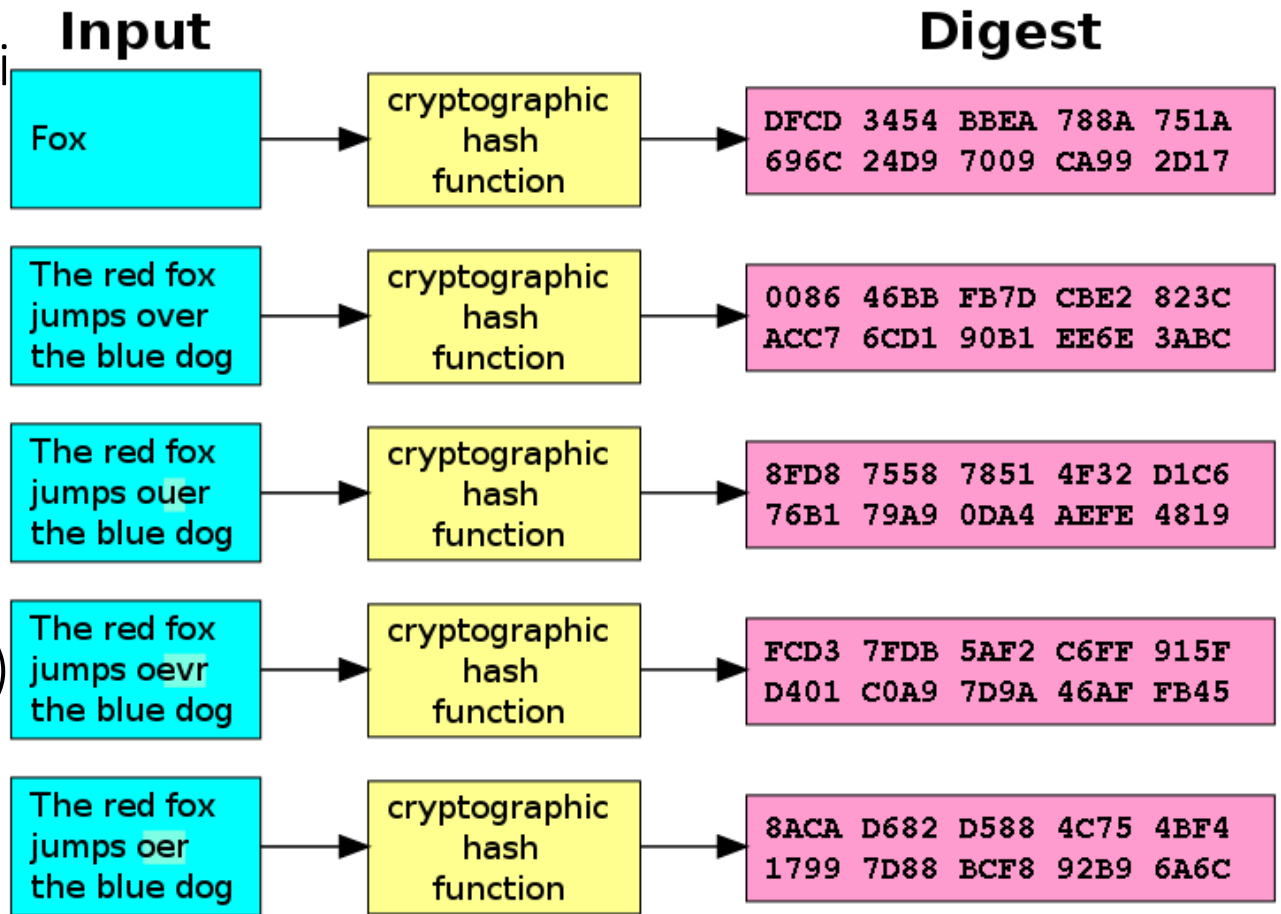 Input Digest
i
Fox
cryptographic
hash
function
DFCD 3454 BBEA 788A 751A
696C 24D9 7009 CA99 2D17
The red fox
jumps over
the blue dog
cryptographic
hash
function
0086 46BB FB7D CBE2 823C
ACC7 6CD1 90B1 EE6E 3ABC
The red fox
jumps ouer
the blue dog
cryptographic
hash
function
8FD8 7558 7851 4F32 D1C6
76B1 79A9 0DA4 AEFE 4819
)
The red fox
jumps oevr
the blue dog
cryptographic
hash
function
FCD3 7FDB 5AF2 C6FF 915F
D401 C0A9 7D9A 46AF FB45
The red fox
jumps oer
the blue dog
cryptographic
hash
function
8ACA D682 D588 4C75 4BF4
1799 7D88 BCF8 92B9 6A6C